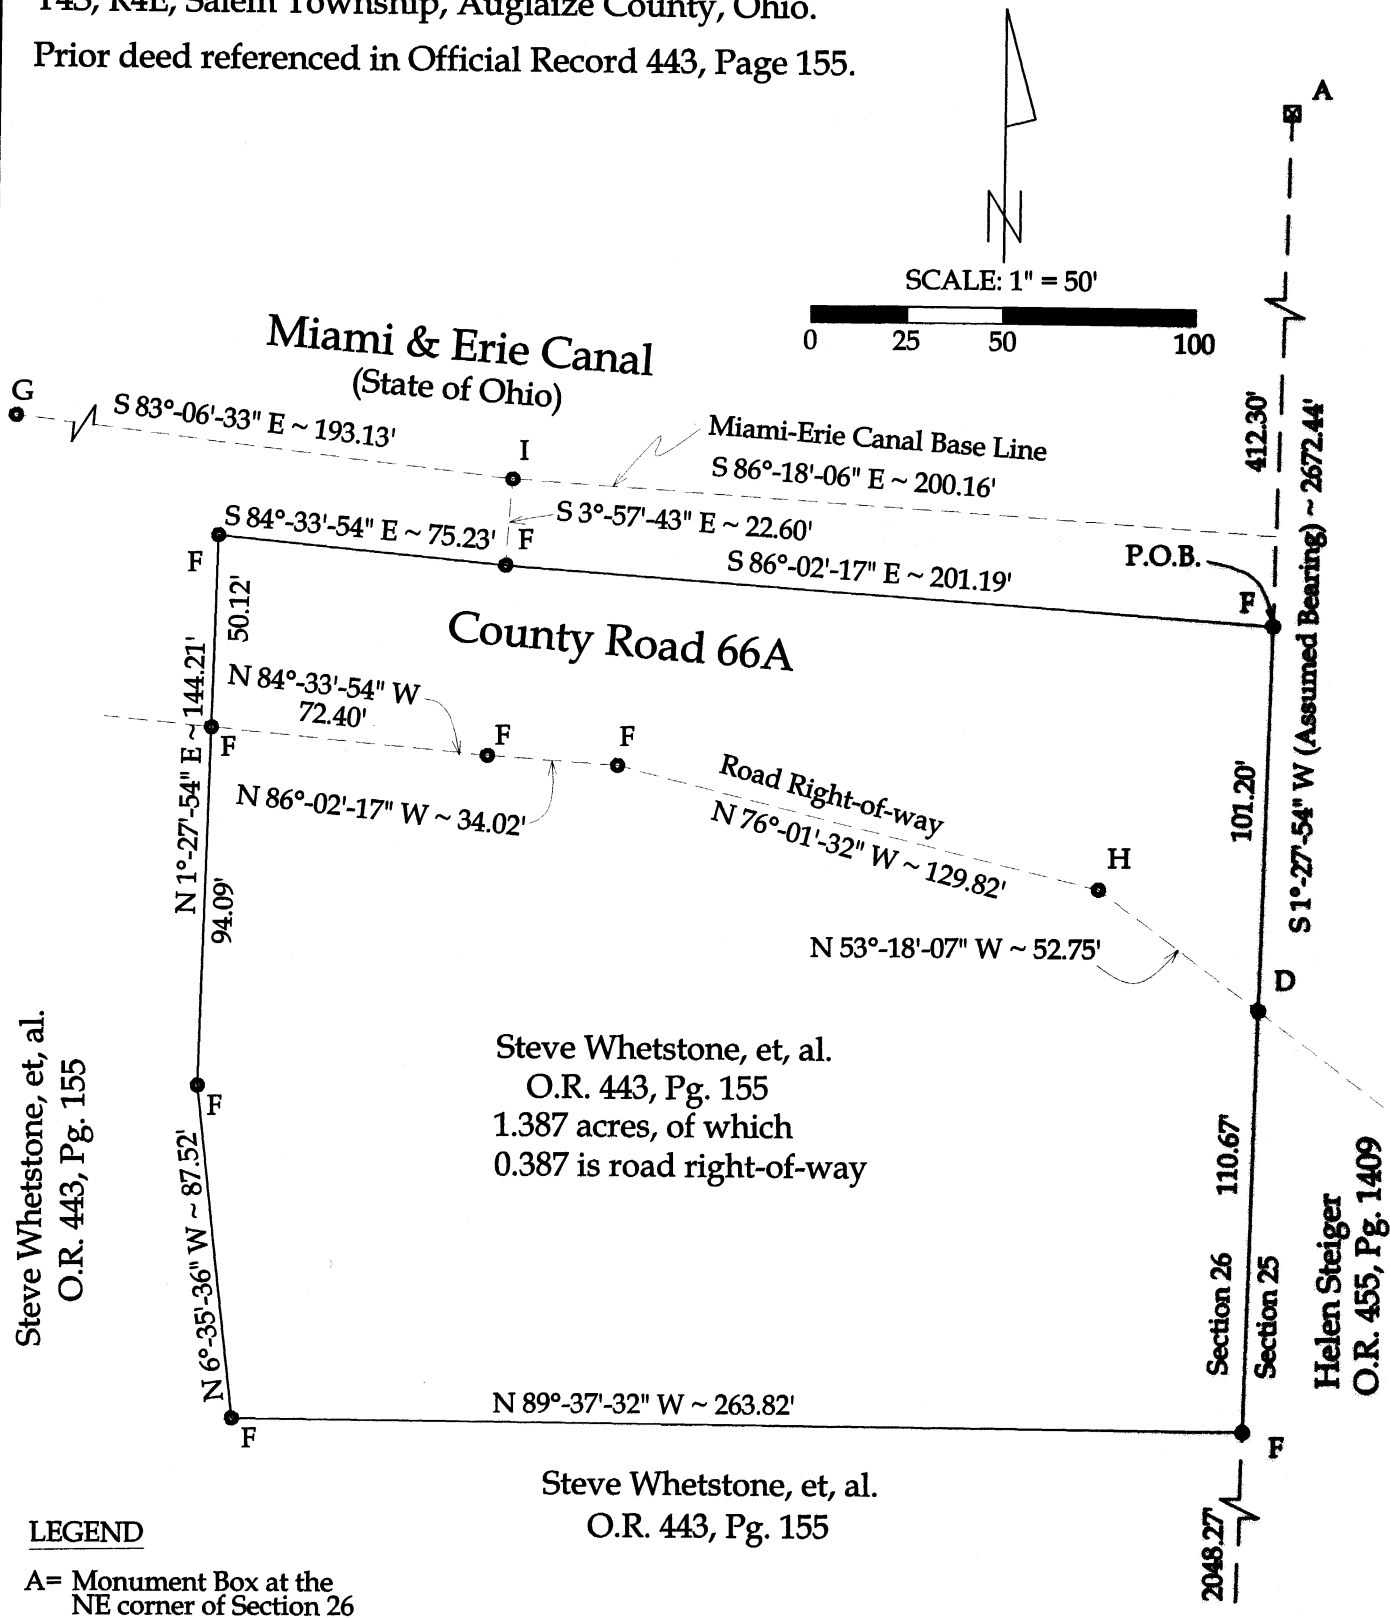 T4S, R4E, Salem Township, Auglaize County, Ohio.
Prior deed referenced in Official Record 443, Page 155.
A
N
SCALE: 1" = 50'
0 25 50 100
Miami & Erie Canal
(State of Ohio)
G
S 83°-06'-33" E ~ 193.13'
I
Miami-Erie Canal Base Line
S 86°-18'-06" E ~ 200.16'
412.30'
S 1°-27'-54" W (Assumed Bearing) ~ 2672.44'
S 84°-33'-54" E ~ 75.23'
F
S 3°-57'-43" E ~ 22.60'
S 86°-02'-17" E ~ 201.19'
P.O.B.
F
F
50.12'
County Road 66A
N 1°-27'-54" E ~ 144.21'
N 84°-33'-54" W
72.40'
F
F
F
N 86°-02'-17" W ~ 34.02'
Road Right-of-way
N 76°-01'-32" W ~ 129.82'
101.20'
H
94.09'
N 53°-18'-07" W ~ 52.75'
D
Steve Whetstone, et, al.
O.R. 443, Pg. 155
F
Steve Whetstone, et, al.
O.R. 443, Pg. 155
1.387 acres, of which
0.387 is road right-of-way
110.67'
N 6°-35'-36" W ~ 87.52'
Section 26
Section 25
Helen Steiger
O.R. 455, Pg. 1409
N 89°-37'-32" W ~ 263.82'
F
F
Steve Whetstone, et, al.
O.R. 443, Pg. 155
2048.27'
LEGEND
A= Monument Box at the
NE corner of Section 26